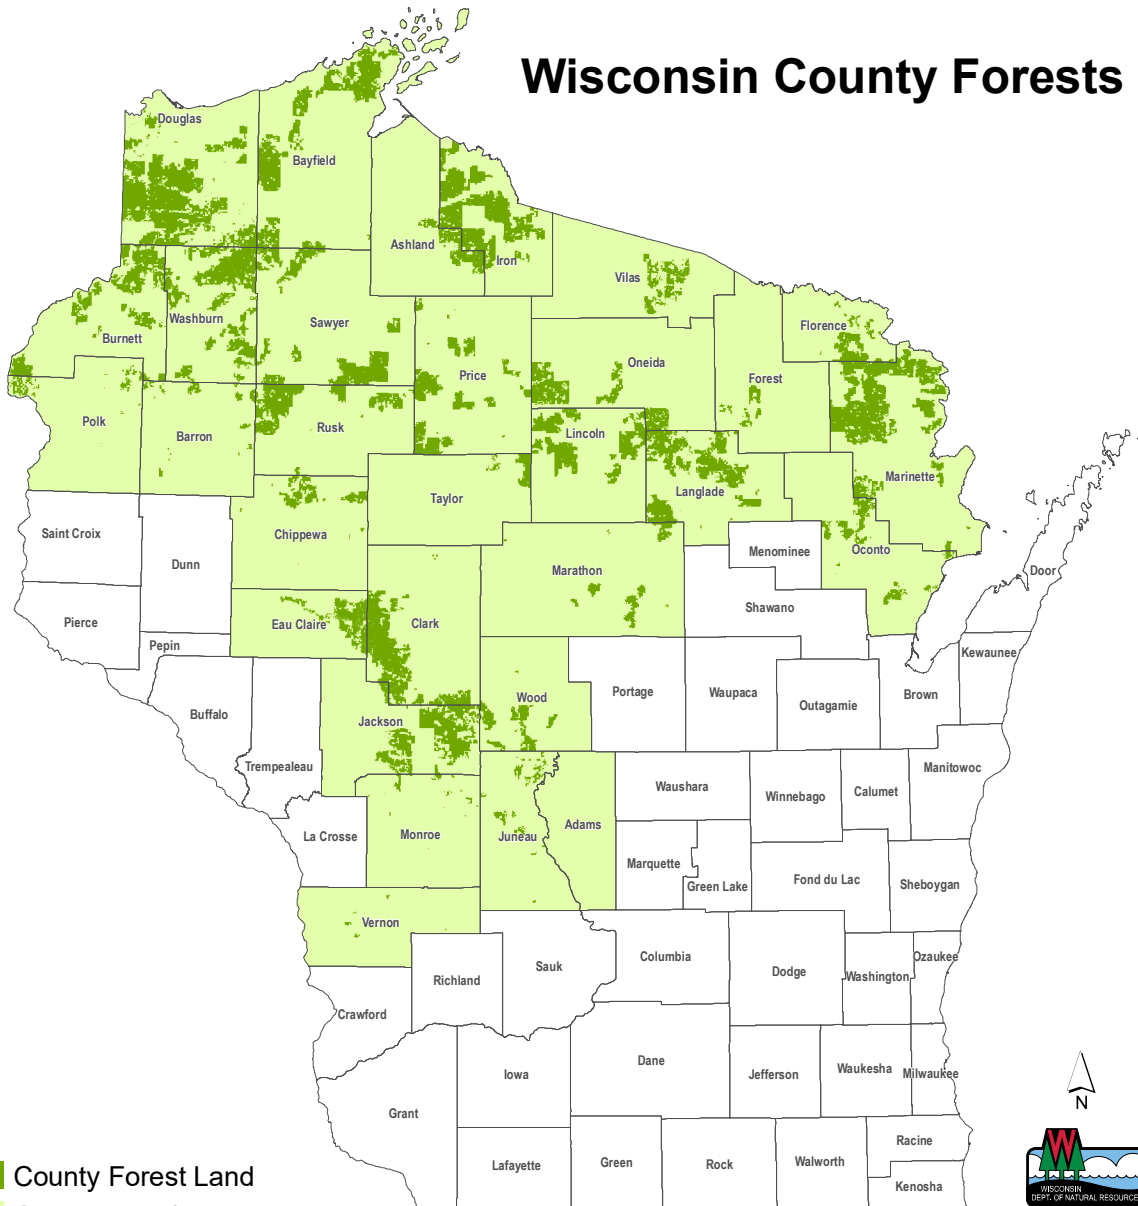 Wisconsin County Forests
Douglas
Bayfield
Ashland
Iron
Vilas
Burnett
Washburn
Sawyer
Price
Oneida
Forest
Florence
Polk
Barron
Rusk
Lincoln
Langlade
Marinette
Taylor
Chippewa
Saint Croix
Dunn
Marathon
Menominee
Oconto
Door
Shawano
Pierce
Pepin
Eau Claire
Clark
Kewaunee
Buffalo
Trempealeau
Jackson
Wood
Portage
Waupaca
Outagamie
Brown
Manitowoc
La Crosse
Monroe
Juneau
Adams
Waushara
Winnebago
Calumet
Marquette
Green Lake
Fond du Lac
Sheboygan
Vernon
Richland
Sauk
Columbia
Dodge
Washington
Ozaukee
Crawford
Iowa
Dane
Jefferson
Waukesha
Milwaukee
Grant
Lafayette
Green
Rock
Walworth
Racine
Kenosha
N
County Forest Land
W
WISCONSIN
DEPT. OF NATURAL RESOURCES